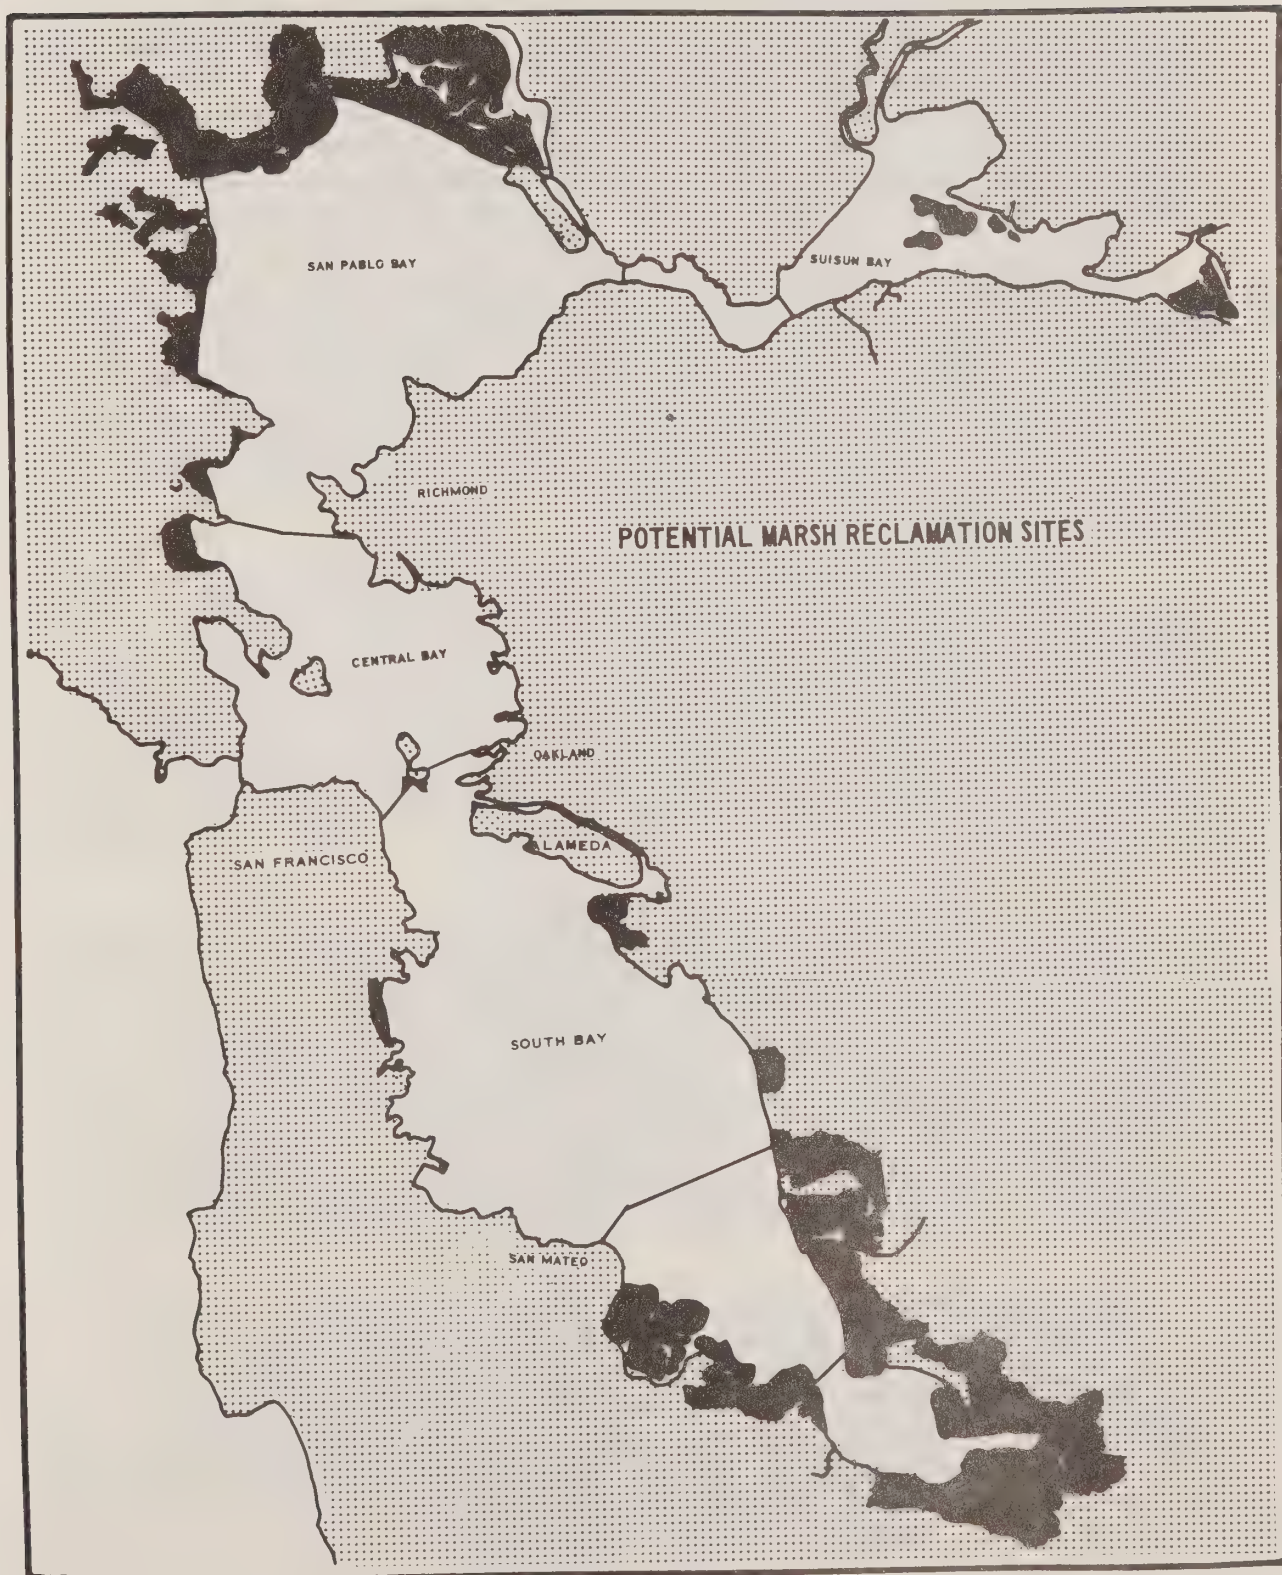 SAN PABLO BAY
SUISUN BAY
RICHMOND
POTENTIAL MARSH RECLAMATION SITES
CENTRAL BAY
OAKLAND
ALAMEDA
SAN FRANCISCO
SOUTH BAY
SAN MATEO